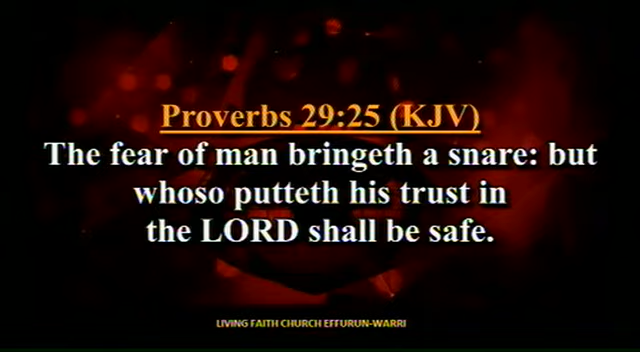 Proverbs 29:25 (KJV)
The fear of man bringeth a snare: but
whoso putteth his trust in
the LORD shall be safe.
LIVING FAITH CHURCH EFFURUN-WARRI